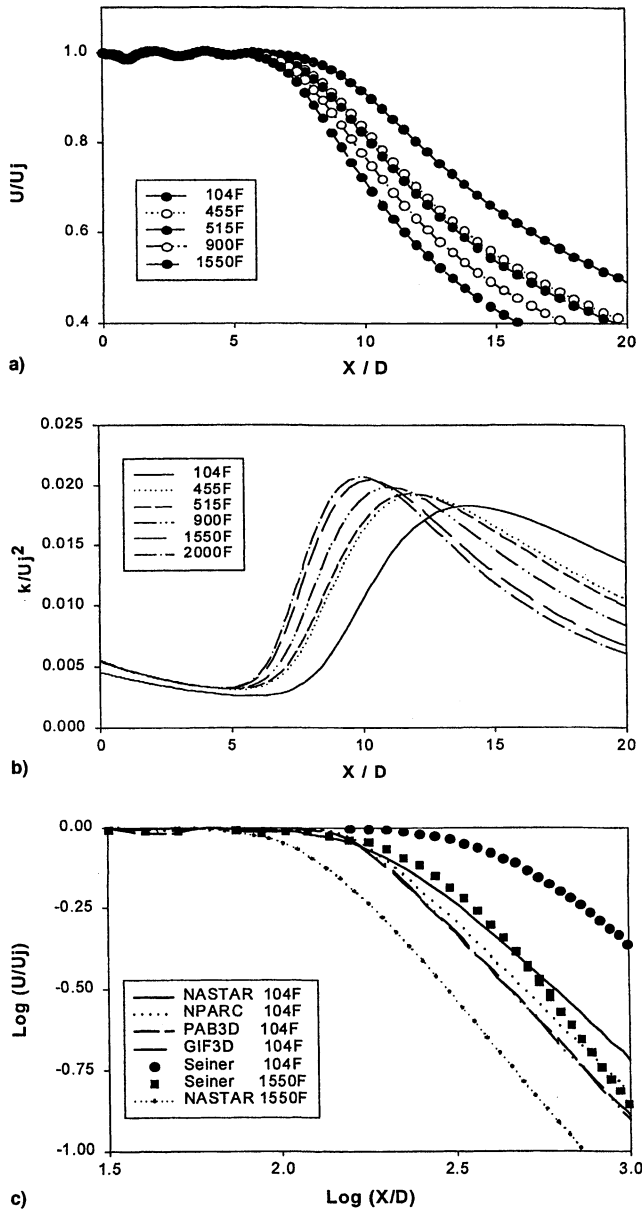 1.0
0.8
0.6
0.4
U/Uj
104F
455F
515F
900F
1550F
0 5 10 15 20
X / D
a)
0.025
0.020
0.015
0.010
0.005
0.000
k/Uj²
104F
455F
515F
900F
1550F
2000F
0 5 10 15 20
X / D
b)
0.00
-0.25
-0.50
-0.75
-1.00
Log (U/Uj)
NASTAR 104F
NPARC 104F
PAB3D 104F
GIF3D 104F
Seiner 104F
Seiner 1550F
NASTAR 1550F
1.5 2.0 2.5 3.0
Log (X/D)
c)